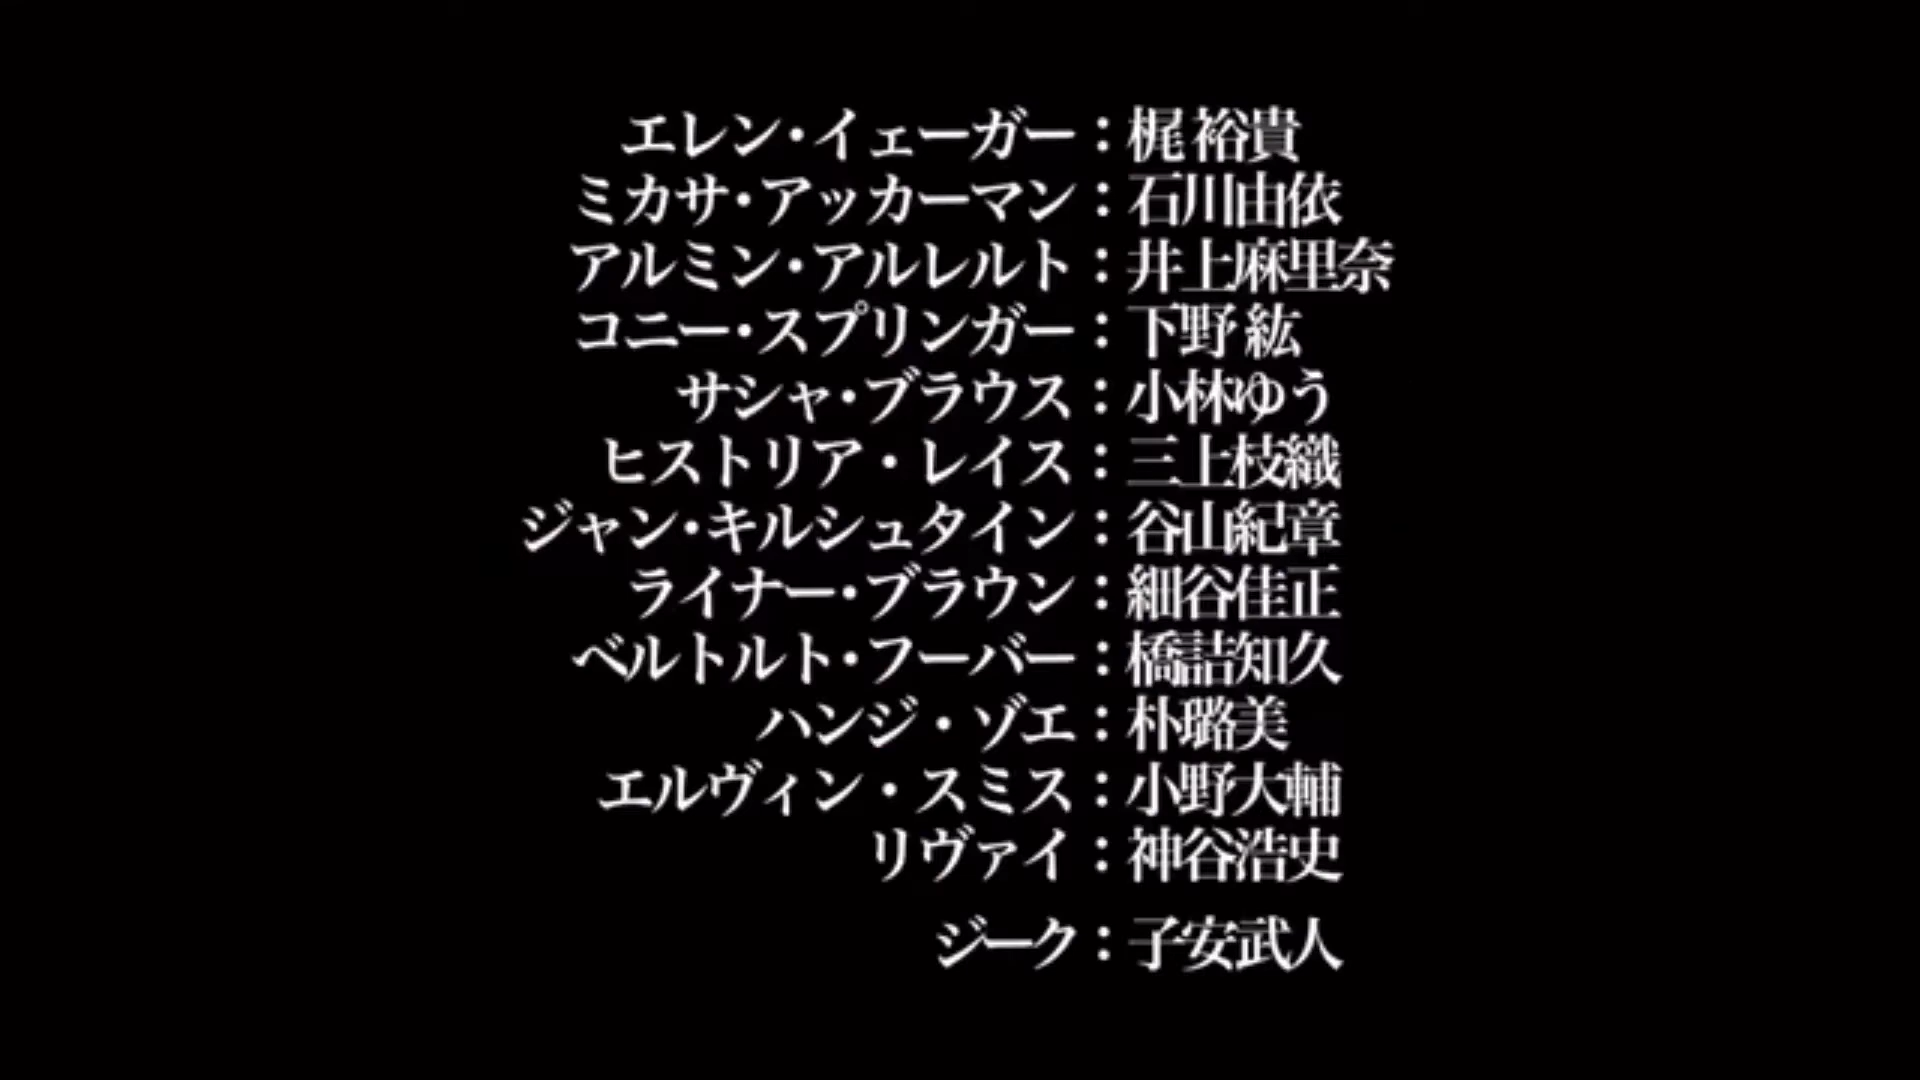 エレン・イェーガー：梶 裕貴
ミカサ・アッカーマン：石川由依
アルミン・アルレルト：井上麻里奈
コニー・スプリンガー：下野 紘
サシャ・ブラウス：小林ゆう
ヒストリア・レイス：三上枝織
ジャン・キルシュタイン：谷山紀章
ライナー・ブラウン：細谷佳正
ベルトルト・フーバー：橋詰知久
ハンジ・ゾエ：朴璐美
エルヴィン・スミス：小野大輔
リヴァイ：神谷浩史
ジーク：子安武人